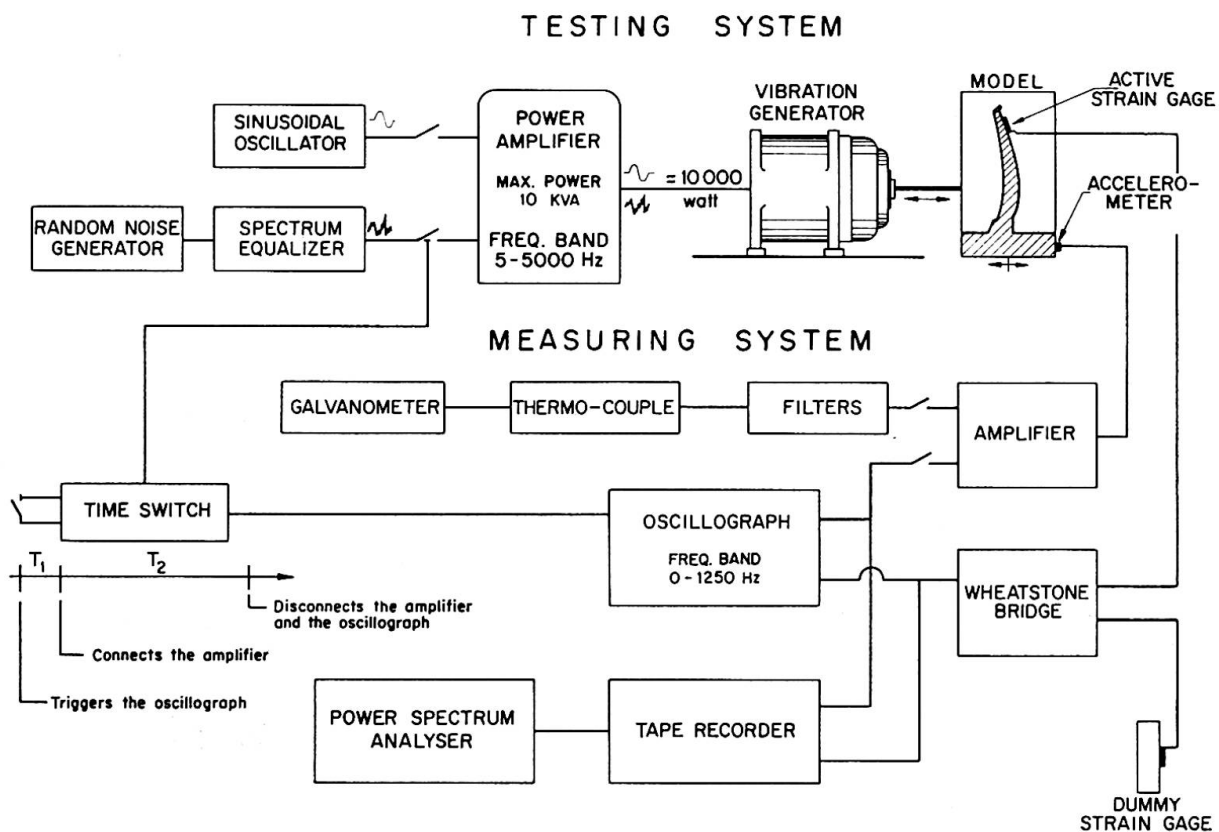 TESTING SYSTEM
SINUSOIDAL
OSCILLATOR
RANDOM NOISE
GENERATOR
SPECTRUM
EQUALIZER
POWER
AMPLIFIER
MAX. POWER
10 KVA
FREQ. BAND
5-5000 Hz
= 10 000
watt
VIBRATION
GENERATOR
MODEL
ACTIVE
STRAIN GAGE
ACCELERO-
METER
MEASURING SYSTEM
GALVANOMETER
THERMO-COUPLE
FILTERS
AMPLIFIER
TIME SWITCH
OSCILLOGRAPH
FREQ. BAND
0-1250 Hz
WHEATSTONE
BRIDGE
T1
T2
Disconnects the amplifier
and the oscillograph
Connects the amplifier
Triggers the oscillograph
POWER SPECTRUM
ANALYSER
TAPE RECORDER
DUMMY
STRAIN GAGE